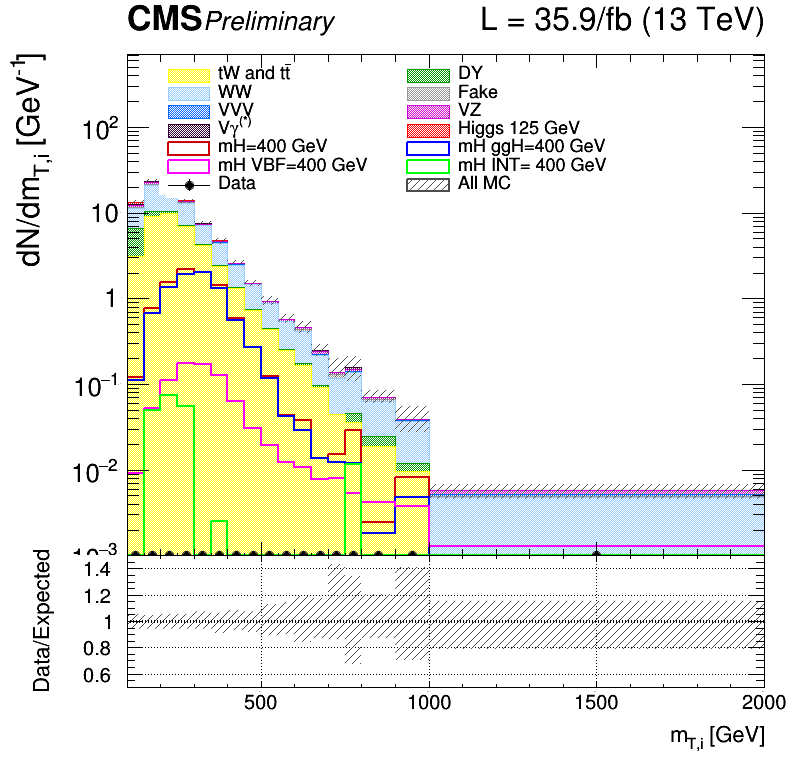 CMS Preliminary L = 35.9/fb (13 TeV)
dN/dm_{T,i} [GeV⁻¹]
tW and tt̄ DY
WW Fake
VVV VZ
Vγ⁽*⁾ Higgs 125 GeV
mH=400 GeV mH ggH=400 GeV
mH VBF=400 GeV mH INT= 400 GeV
Data All MC
10²
10
1
10⁻¹
10⁻²
10⁻³
Data/Expected
1.4
1.2
1
0.8
0.6
500 1000 1500 2000
m_{T,i} [GeV]